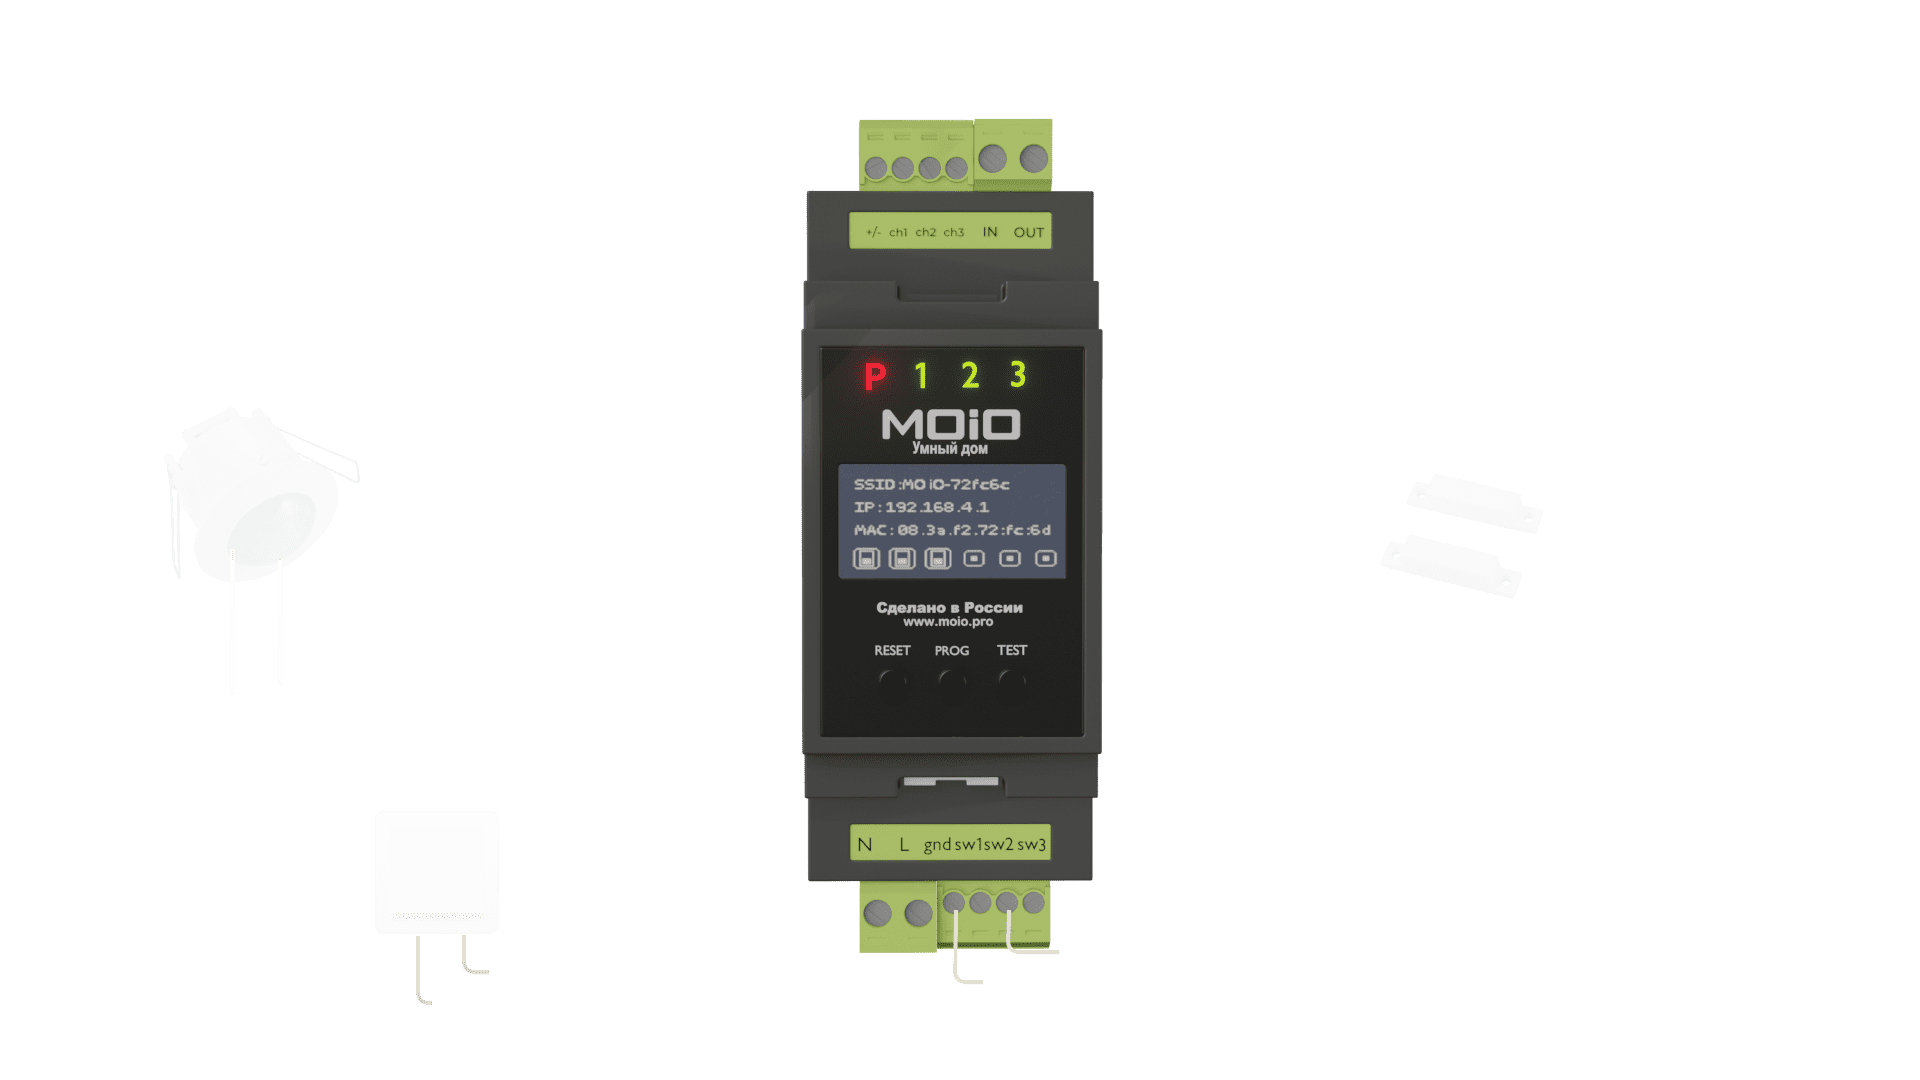 +/- ch1 ch2 ch3 IN OUT
P 1 2 3
MOiO
Умный дом
SSID:MOiO-72fc6c
IP:192.168.4.1
MAC:08.3a.f2.72:fc:6d
Сделано в России
www.moio.pro
RESET PROG TEST
N L gnd sw1 sw2 sw3